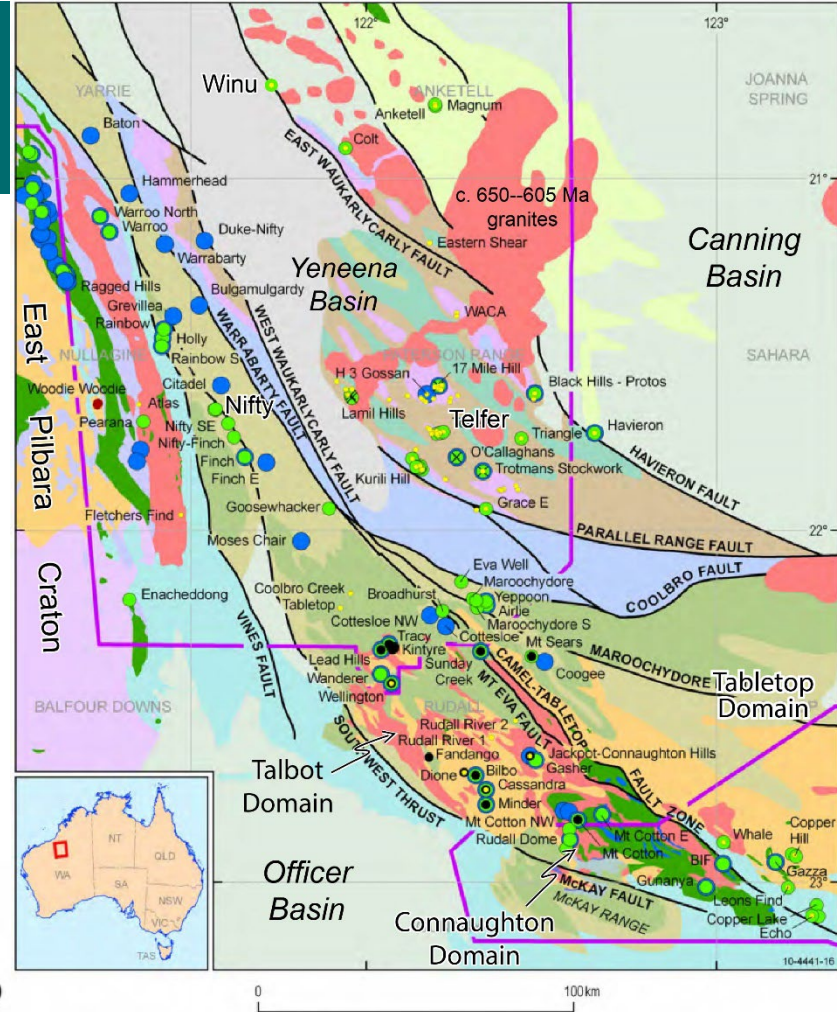 122°
123°
Winu
YARRIE
ANKETELL
JOANNA
SPRING
Magnum
Anketell
Baton
Colt
EAST WAUKARLYCARLY FAULT
21°
Hammerhead
c. 650--605 Ma
granites
Warroo North
Warroo
Duke-Nifty
Eastern Shear
Canning
Basin
Warrabarty
Yeneena
Basin
Ragged Hills
Bulgamulgardy
Grevillea
Rainbow
WACA
East Pilbara Craton
Holly
WARRABARTY FAULT
WEST WAUKARLYCARLY FAULT
NULLAGINE
Rainbow S
PATERSON RANGE
SAHARA
H 3 Gossan
17 Mile Hill
Woodie Woodie
Citadel
Black Hills - Protos
Atlas
Nifty
Lamil Hills
Telfer
Pearana
Nifty SE
Triangle
Havieron
Nifty-Finch
O'Callaghans
Finch
Trotmans Stockwork
Finch E
Kurili Hill
HAVIERON FAULT
Goosewhacker
Grace E
Fletchers Find
22°
Moses Chair
PARALLEL RANGE FAULT
Eva Well
Maroochydore
COOLBRO FAULT
Coolbro Creek
Broadhurst
Yeppoon
Enacheddong
Tabletop
Airlie
Cottesloe NW
Maroochydore S
Tracy
Cottesloe
Mt Sears
VINES FAULT
Kintyre
MAROOCHYDORE
Lead Hills
Sunday
Creek
Coogee
Wanderer
CAMEL-TABLETOP
FAULT ZONE
Wellington
MT EVA FAULT
Tabletop
Domain
BALFOUR DOWNS
RUDALL
Rudall River 2
SOUTHWEST THRUST
Rudall River 1
Jackpot-Connaughton Hills
Talbot
Domain
Fandango
Gasher
Dione
Bilbo
Cassandra
Minder
Mt Cotton NW
Copper
Hill
Rudall Dome
Mt Cotton E
Whale
Mt Cotton
Officer
Basin
BIF
Gazza
23°
McKAY FAULT
Gunanya
McKAY RANGE
Leons Find
Connaughton
Domain
Copper Lake
Echo
NT
QLD
WA
SA
NSW
VIC
TAS
10-4441-16
0
100km